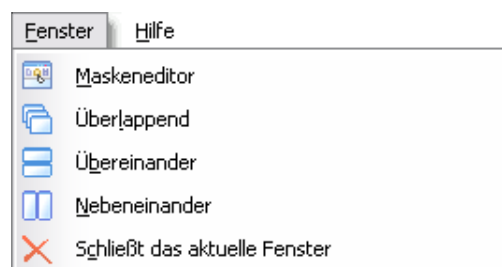 Fenster Hilfe
Maskeneditor
Überlappend
Übereinander
Nebeneinander
Schließt das aktuelle Fenster